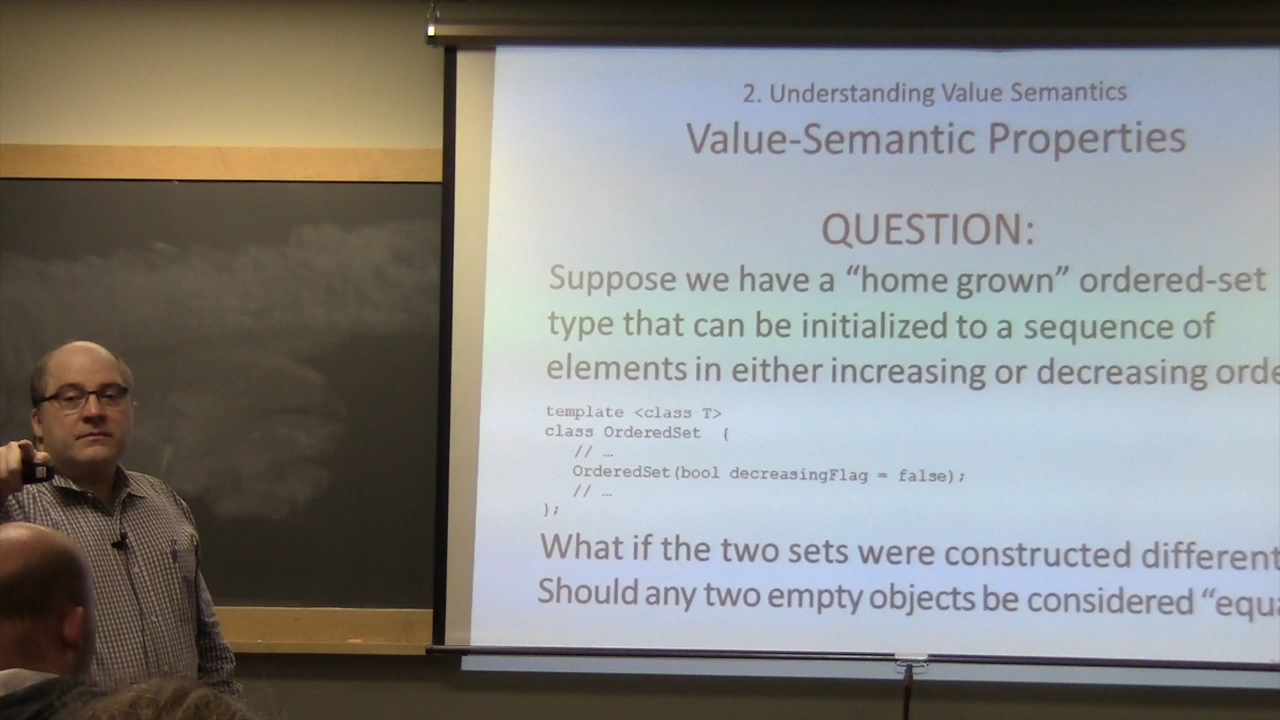 2. Understanding Value Semantics
Value-Semantic Properties
QUESTION:
Suppose we have a “home grown” ordered-set
type that can be initialized to a sequence of
elements in either increasing or decreasing orde
template <class T>
class OrderedSet {
// …
OrderedSet(bool decreasingFlag = false);
// …
};
What if the two sets were constructed different
Should any two empty objects be considered “equa